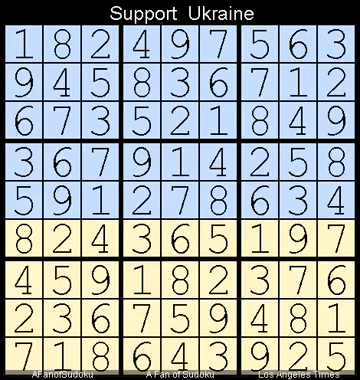 Support Ukraine
1 8 2 4 9 7 5 6 3
9 4 5 8 3 6 7 1 2
6 7 3 5 2 1 8 4 9
3 6 7 9 1 4 2 5 8
5 9 1 2 7 8 6 3 4
8 2 4 3 6 5 1 9 7
4 5 9 1 8 2 3 7 6
2 3 6 7 5 9 4 8 1
7 1 8 6 4 3 9 2 5
AFanofSudoku A Fan of Sudoku Los Angeles Times